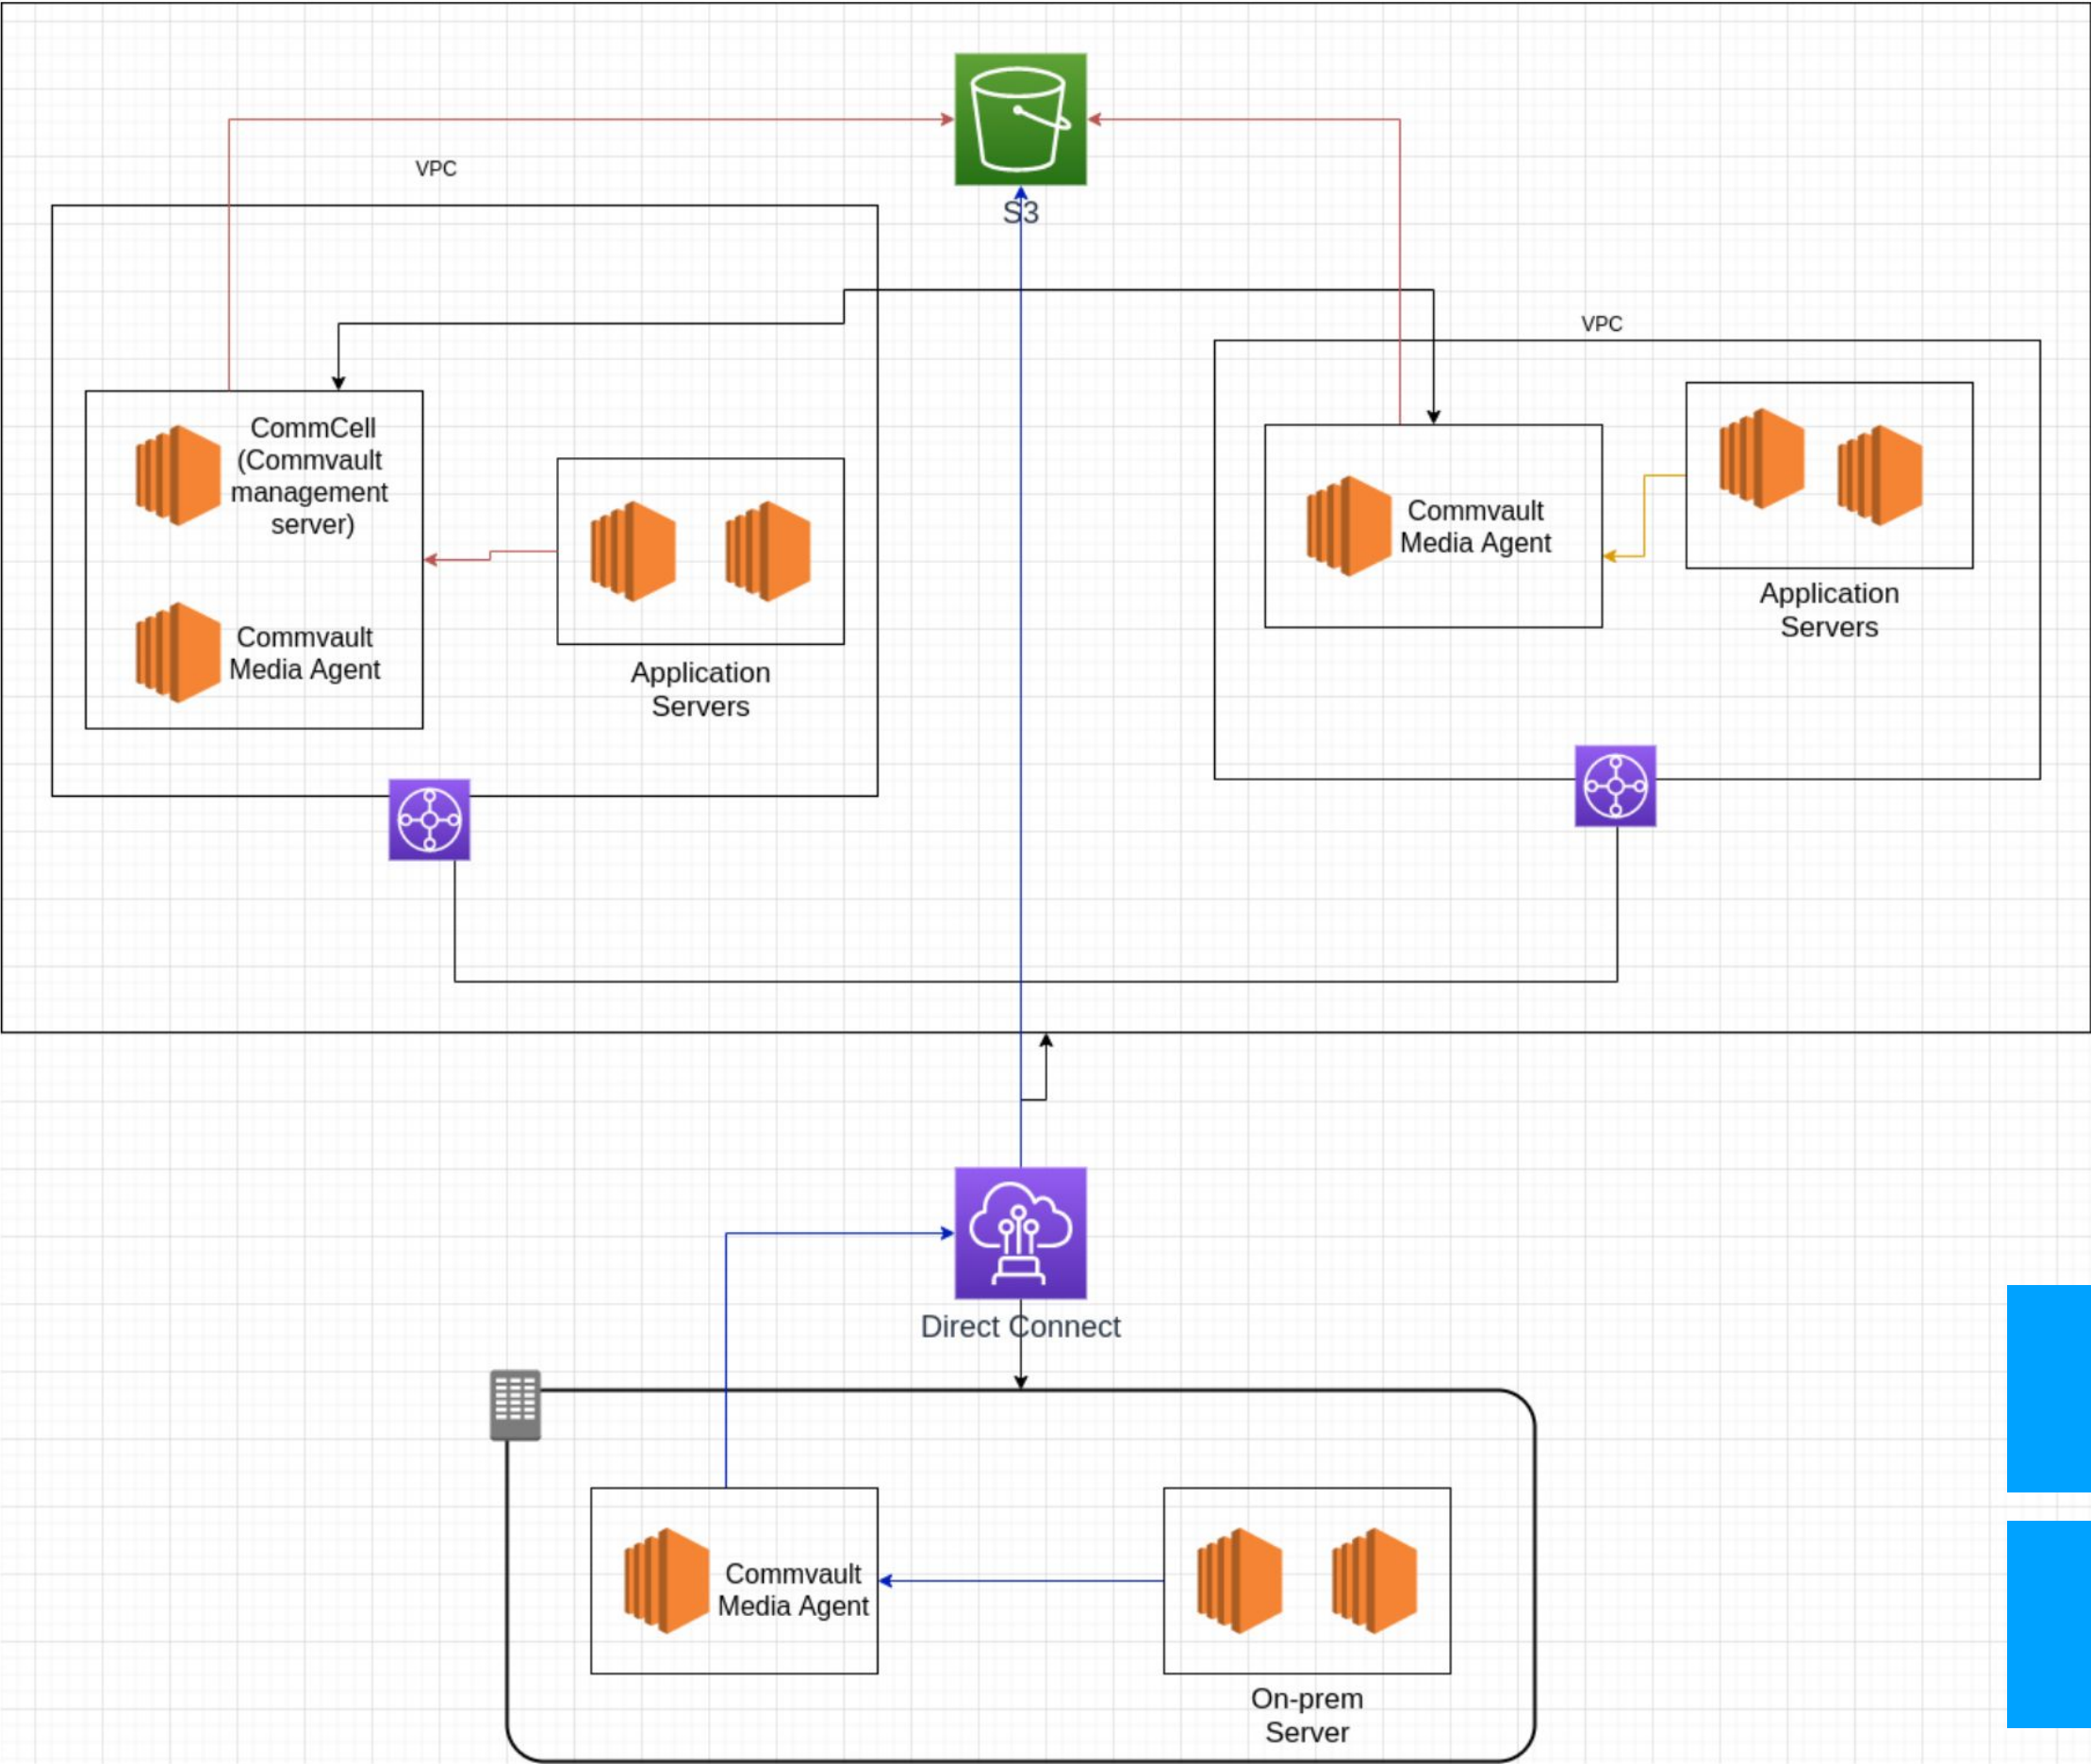 VPC
S3
VPC
CommCell
(Commvault
management
server)
Commvault
Media Agent
Application
Servers
Commvault
Media Agent
Application
Servers
Direct Connect
Commvault
Media Agent
On-prem
Server